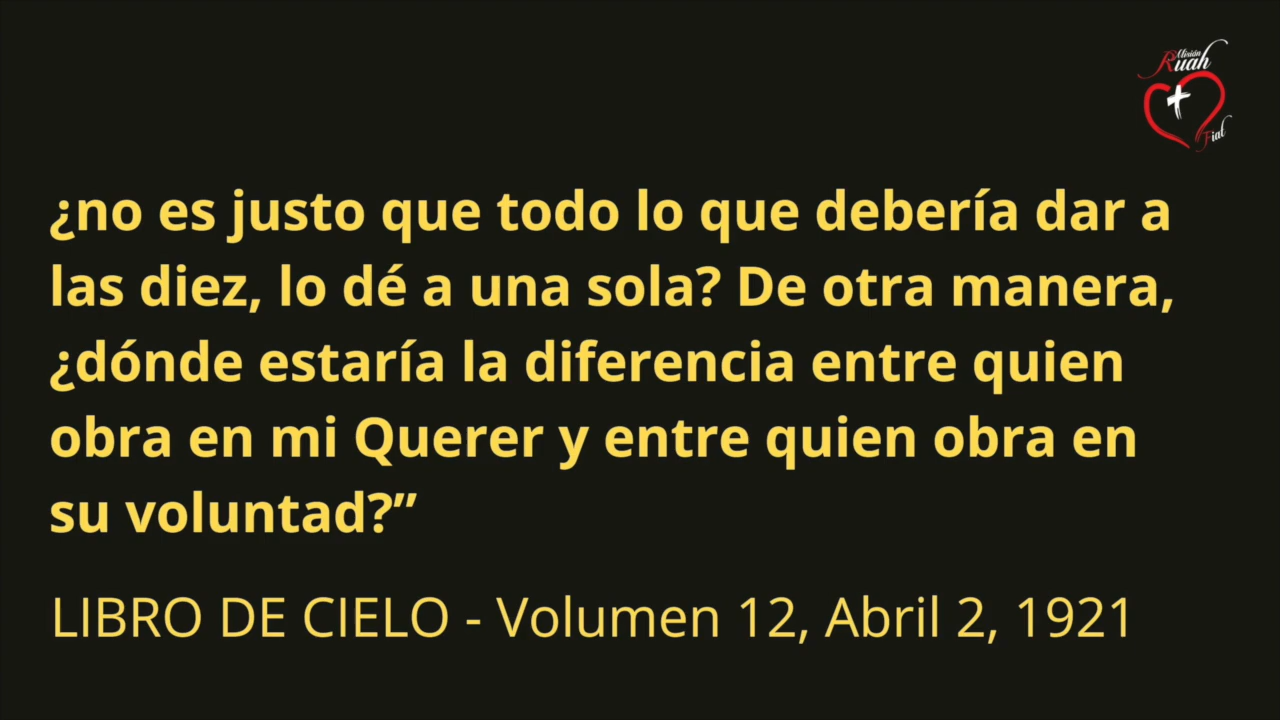 Misión
Ruah
Fiat
¿no es justo que todo lo que debería dar a
las diez, lo dé a una sola? De otra manera,
¿dónde estaría la diferencia entre quien
obra en mi Querer y entre quien obra en
su voluntad?”
LIBRO DE CIELO - Volumen 12, Abril 2, 1921